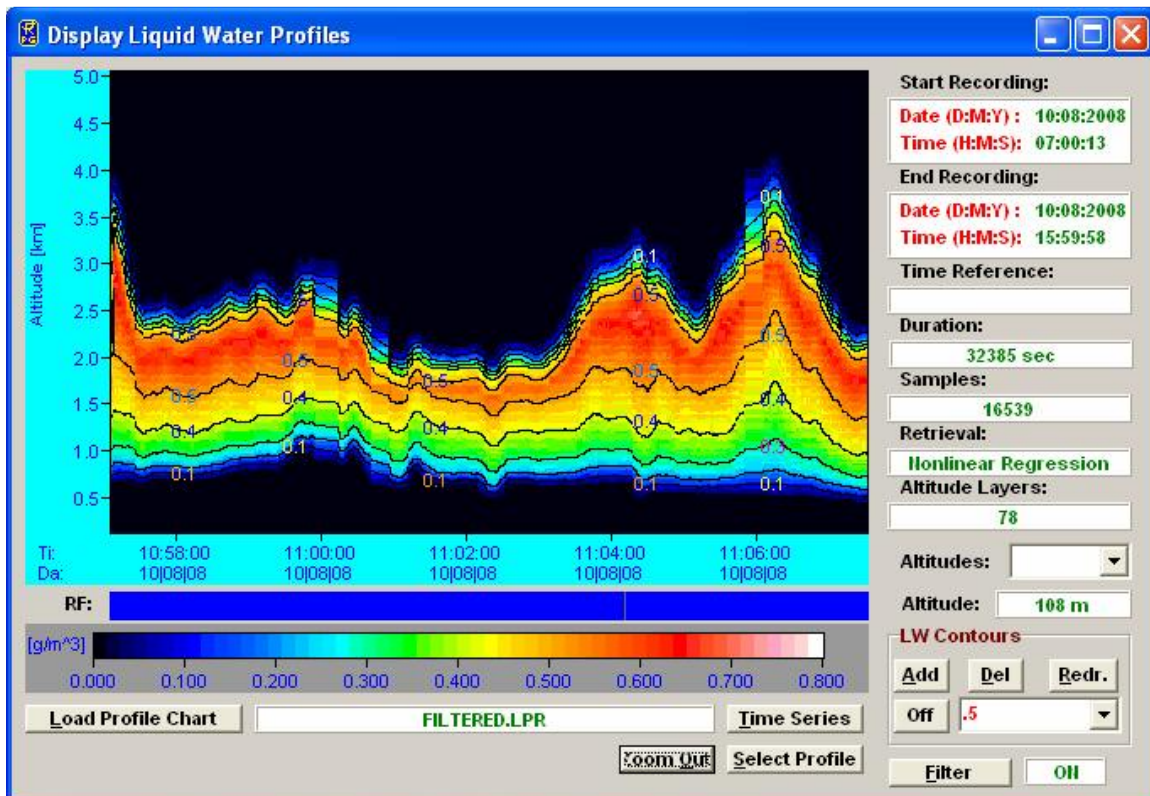 Display Liquid Water Profiles
5.0
4.5
4.0
3.5
3.0
2.5
2.0
1.5
1.0
0.5
Altitude [km]
0.1
0.5
0.5
0.4
0.1
0.5
0.5
0.4
0.1
0.5
0.4
0.1
0.1
0.5
0.5
0.4
0.1
0.1
0.5
0.5
0.4
0.3
0.1
Ti: 10:58:00 11:00:00 11:02:00 11:04:00 11:06:00
Da: 10|08|08 10|08|08 10|08|08 10|08|08 10|08|08
RF:
[g/m^3]
0.000 0.100 0.200 0.300 0.400 0.500 0.600 0.700 0.800
Load Profile Chart
FILTERED.LPR
Time Series
Zoom Out
Select Profile
Start Recording:
Date (D:M:Y) : 10:08:2008
Time (H:M:S): 07:00:13
End Recording:
Date (D:M:Y) : 10:08:2008
Time (H:M:S): 15:59:58
Time Reference:
Duration:
32385 sec
Samples:
16539
Retrieval:
Nonlinear Regression
Altitude Layers:
78
Altitudes:
Altitude: 108 m
LW Contours
Add Del Redr.
Off .5
Filter ON